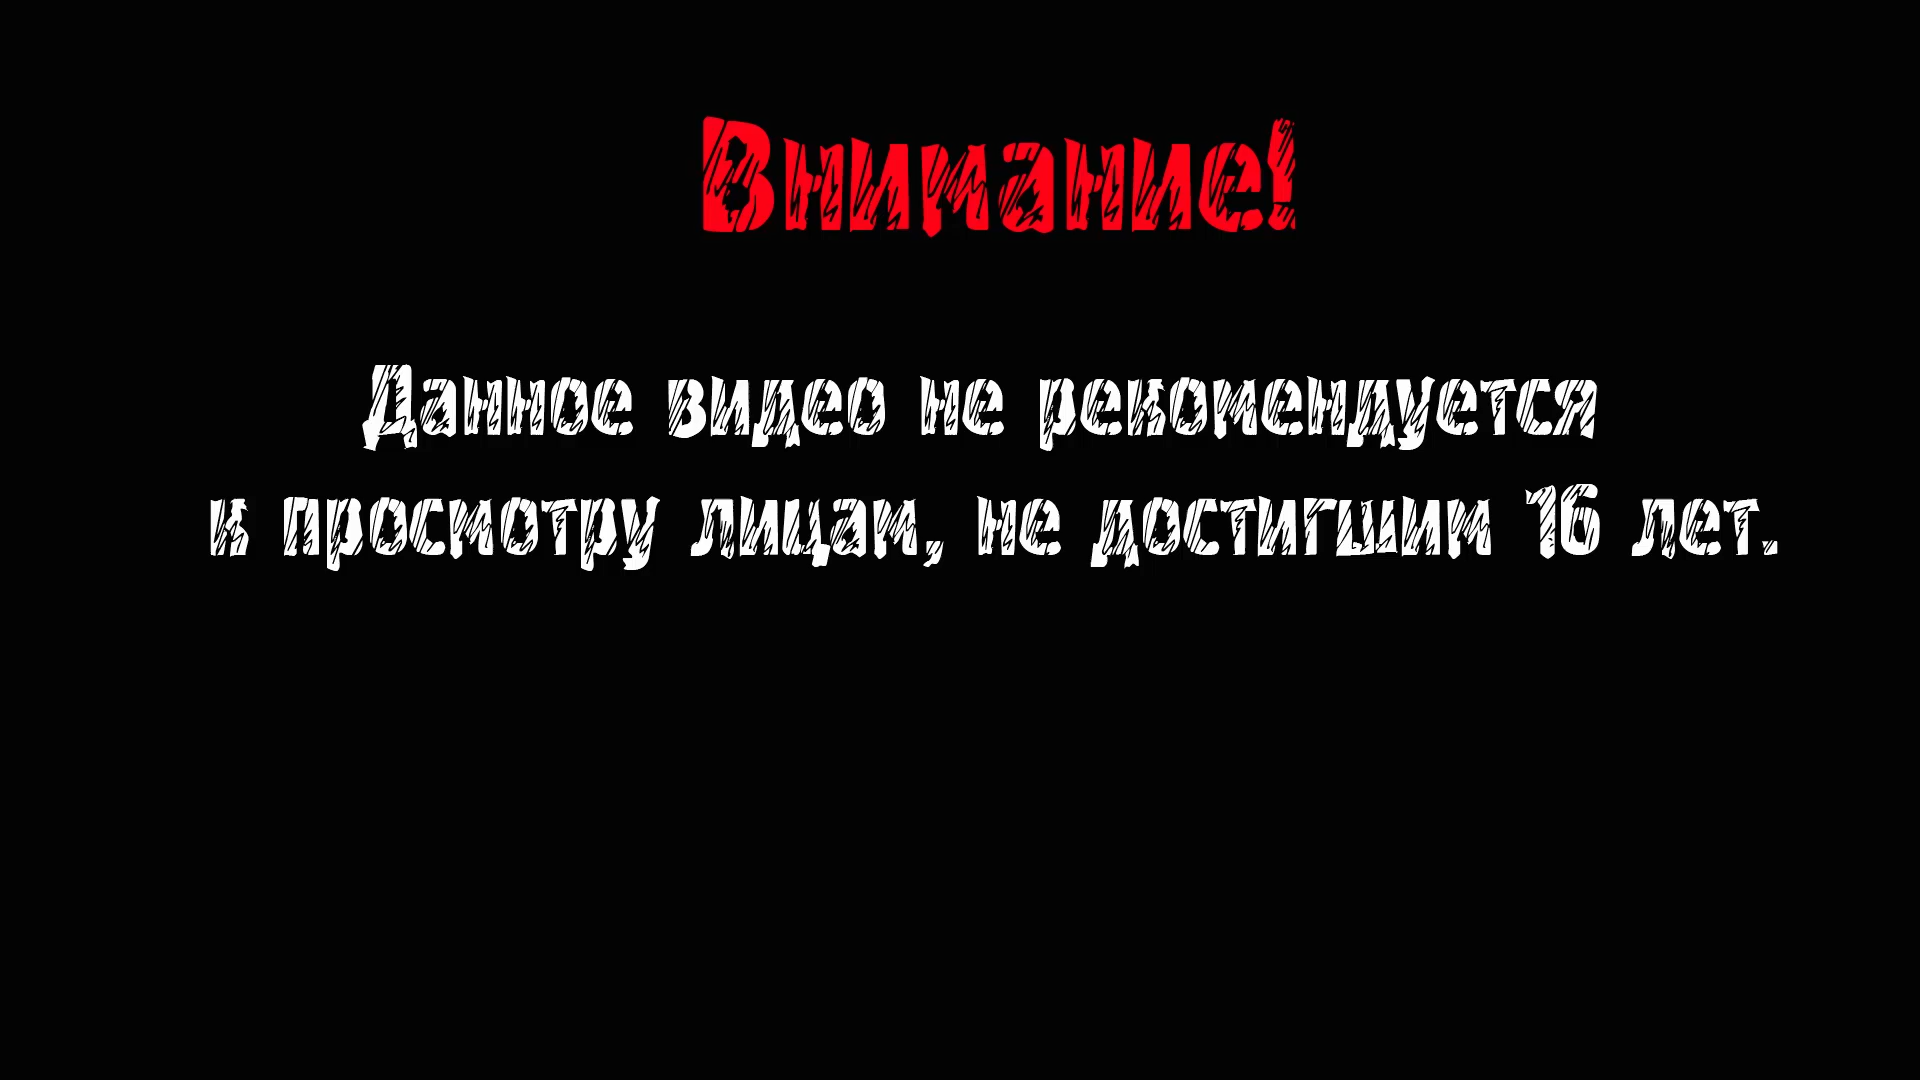 Внимание!
Данное видео не рекомендуется
к просмотру лицам, не достигшим 16 лет.